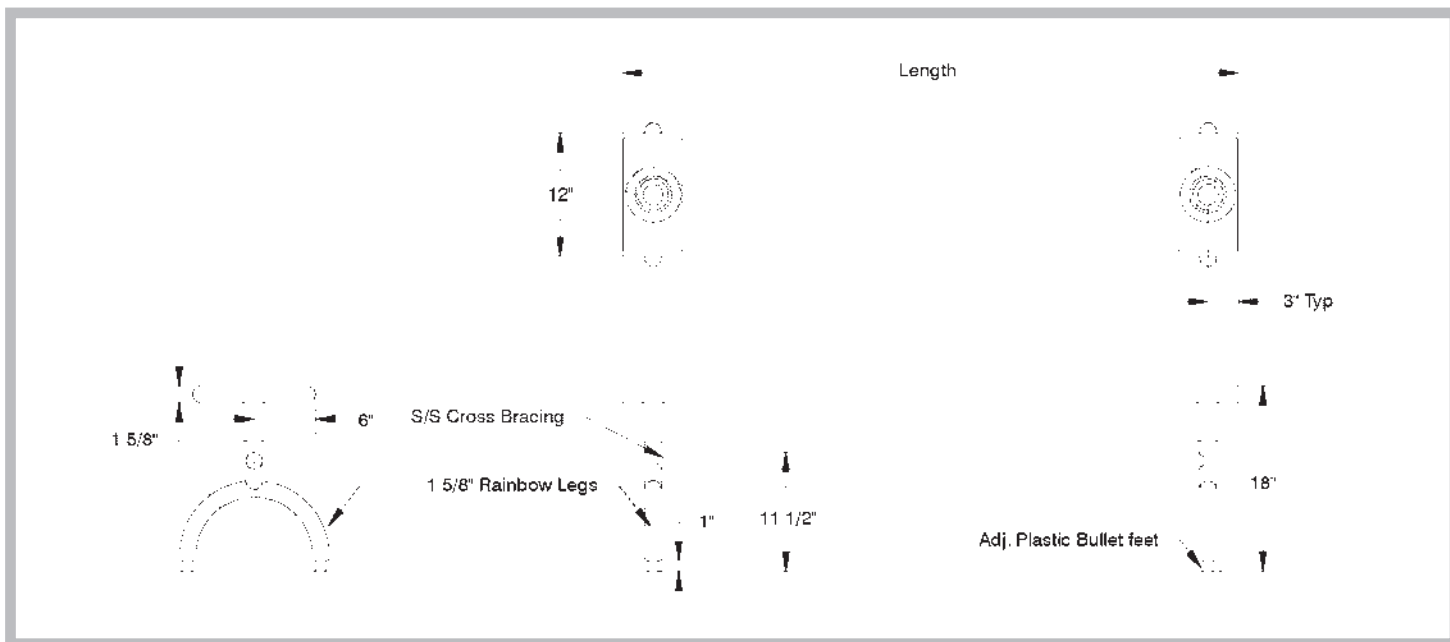 Length
12"
3" Typ
6"
S/S Cross Bracing
1 5/8"
1 5/8" Rainbow Legs
18"
1"
11 1/2"
Adj. Plastic Bullet feet